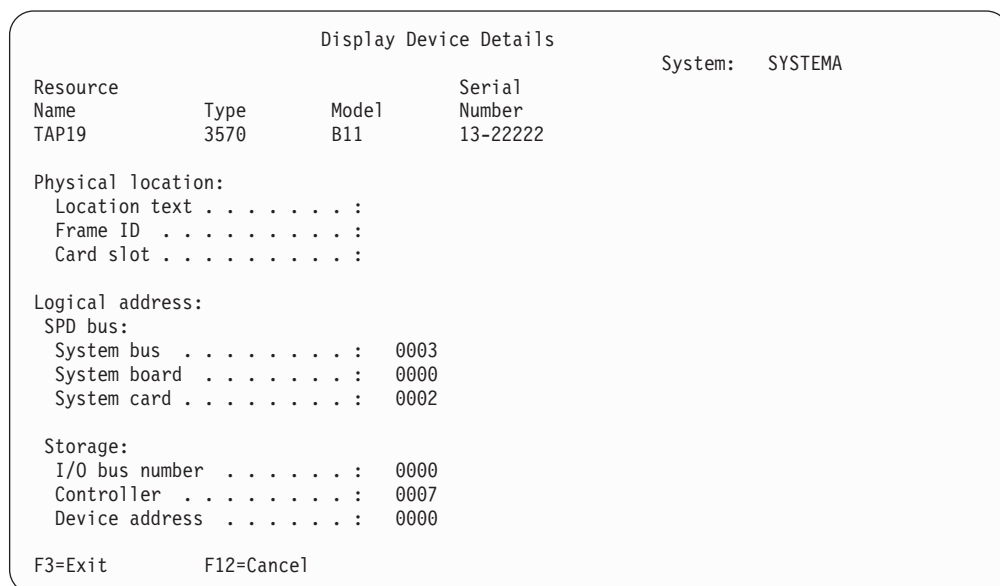 Display Device Details
System: SYSTEMA
Resource Serial
Name Type Model Number
TAP19 3570 B11 13-22222
Physical location:
Location text . . . . . . . :
Frame ID . . . . . . . . . :
Card slot . . . . . . . . . :
Logical address:
SPD bus:
System bus . . . . . . . . : 0003
System board . . . . . . . : 0000
System card . . . . . . . . : 0002
Storage:
I/O bus number . . . . . . : 0000
Controller . . . . . . . . : 0007
Device address . . . . . . : 0000
F3=Exit F12=Cancel